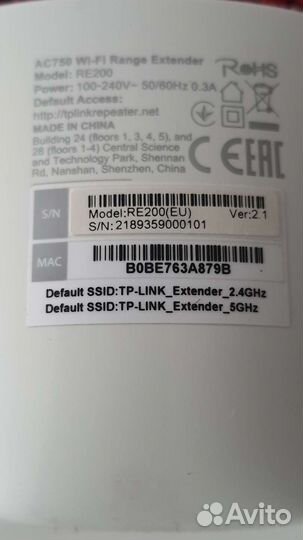 AC750 Wi-Fi Range Extender
Model: RE200
Power: 100-240V~ 50/60Hz 0.3A
Default Access:
http://tplinkrepeater.net
MADE IN CHINA
Building 24 (floors 1, 3, 4, 5), and
28 (floors 1-4) Central Science
and Technology Park, Shennan
Rd, Nanshan, Shenzhen, China
RoHS
CE EAC
S/N
Model:RE200(EU) Ver:2.1
S/N: 2189359000101
MAC
B0BE763A879B
Default SSID:TP-LINK_Extender_2.4GHz
Default SSID:TP-LINK_Extender_5GHz
Avito